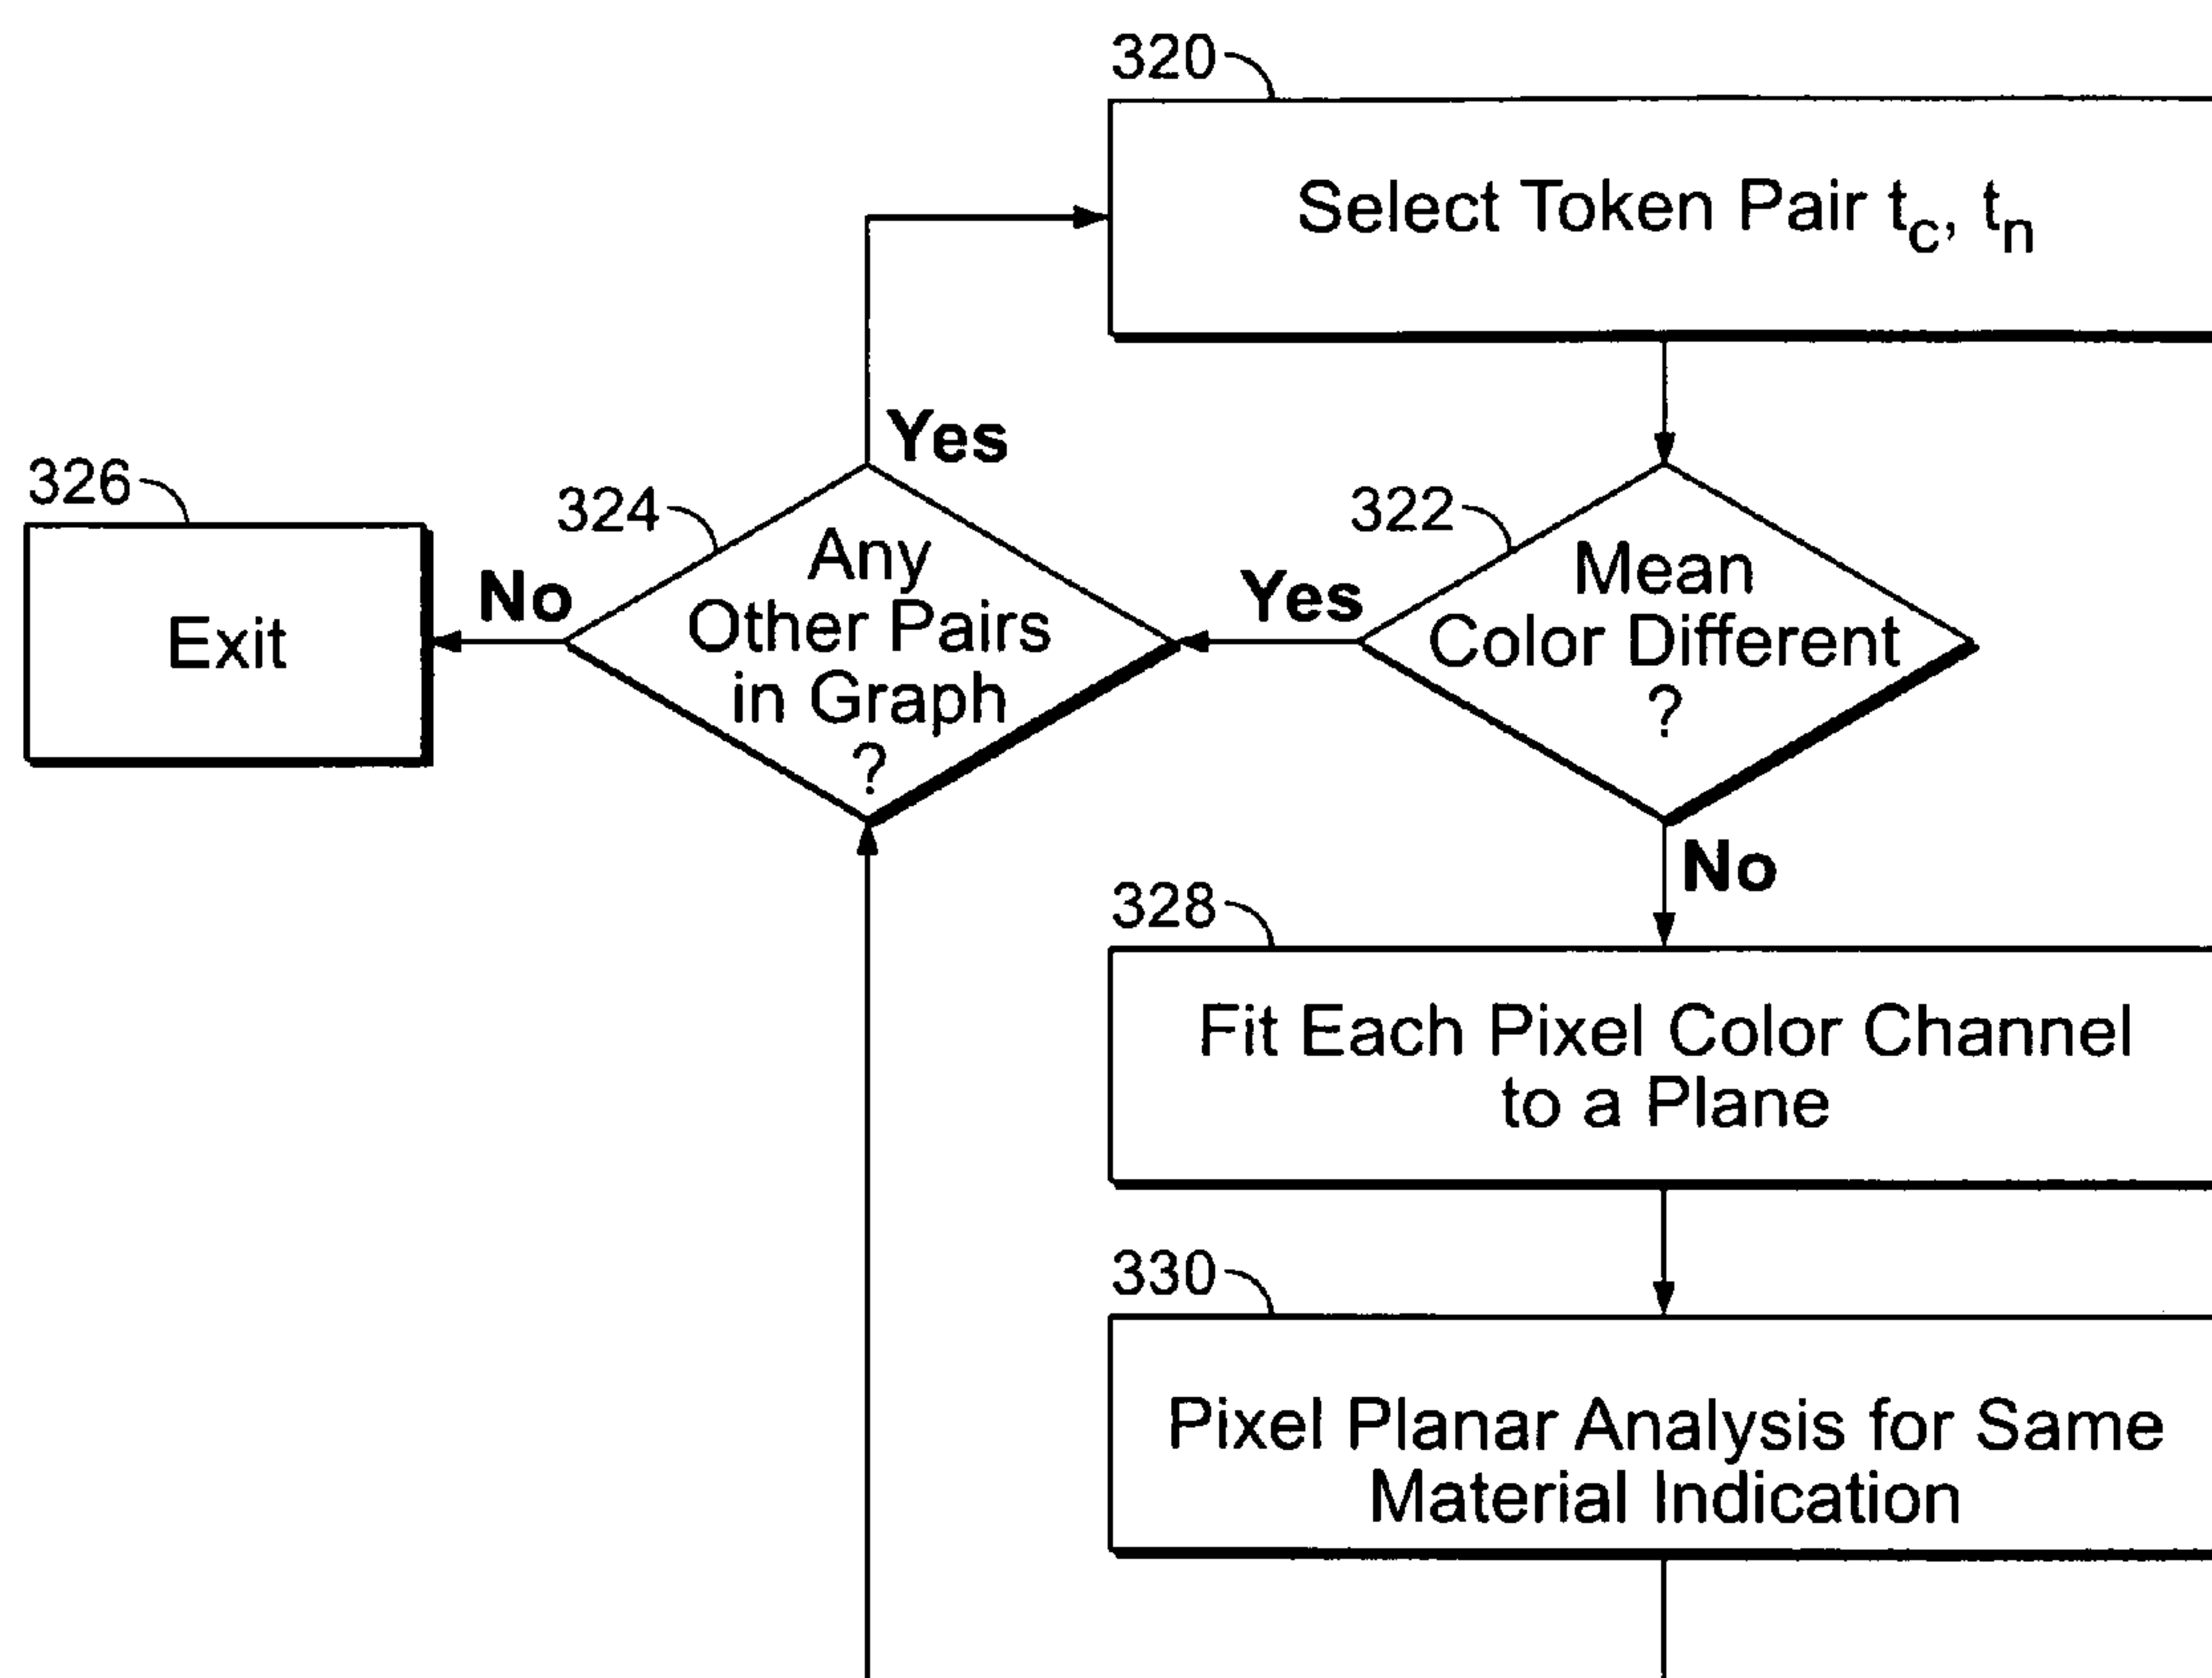 320
Select Token Pair tc, tn
Yes
326
324
322
Exit
No
Any
Other Pairs
in Graph
?
Yes
Mean
Color Different
?
No
328
Fit Each Pixel Color Channel
to a Plane
330
Pixel Planar Analysis for Same
Material Indication